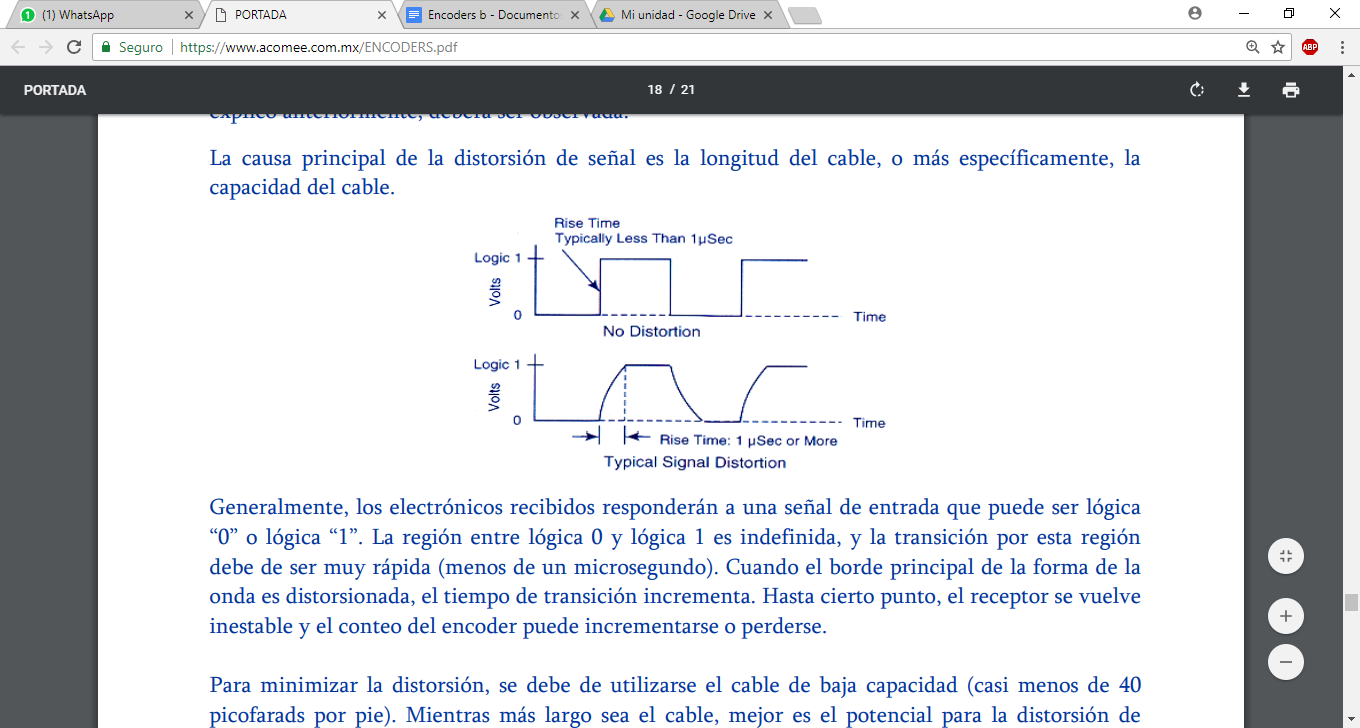 (1) WhatsApp
PORTADA
Encoders b - Documento
Mi unidad - Google Drive
Seguro
https://www.acomee.com.mx/ENCODERS.pdf
ABP
PORTADA
18 / 21
explicó anteriormente, deberá ser observada.
La causa principal de la distorsión de señal es la longitud del cable, o más específicamente, la
capacidad del cable.
Rise Time
Typically Less Than 1µSec
Logic 1
Volts
0
Time
No Distortion
Logic 1
Volts
0
Time
Rise Time: 1 µSec or More
Typical Signal Distortion
Generalmente, los electrónicos recibidos responderán a una señal de entrada que puede ser lógica
“0” o lógica “1”. La región entre lógica 0 y lógica 1 es indefinida, y la transición por esta región
debe de ser muy rápida (menos de un microsegundo). Cuando el borde principal de la forma de la
onda es distorsionada, el tiempo de transición incrementa. Hasta cierto punto, el receptor se vuelve
inestable y el conteo del encoder puede incrementarse o perderse.
Para minimizar la distorsión, se debe de utilizarse el cable de baja capacidad (casi menos de 40
picofarads por pie). Mientras más largo sea el cable, mejor es el potencial para la distorsión de